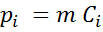 pᵢ = m Cᵢ